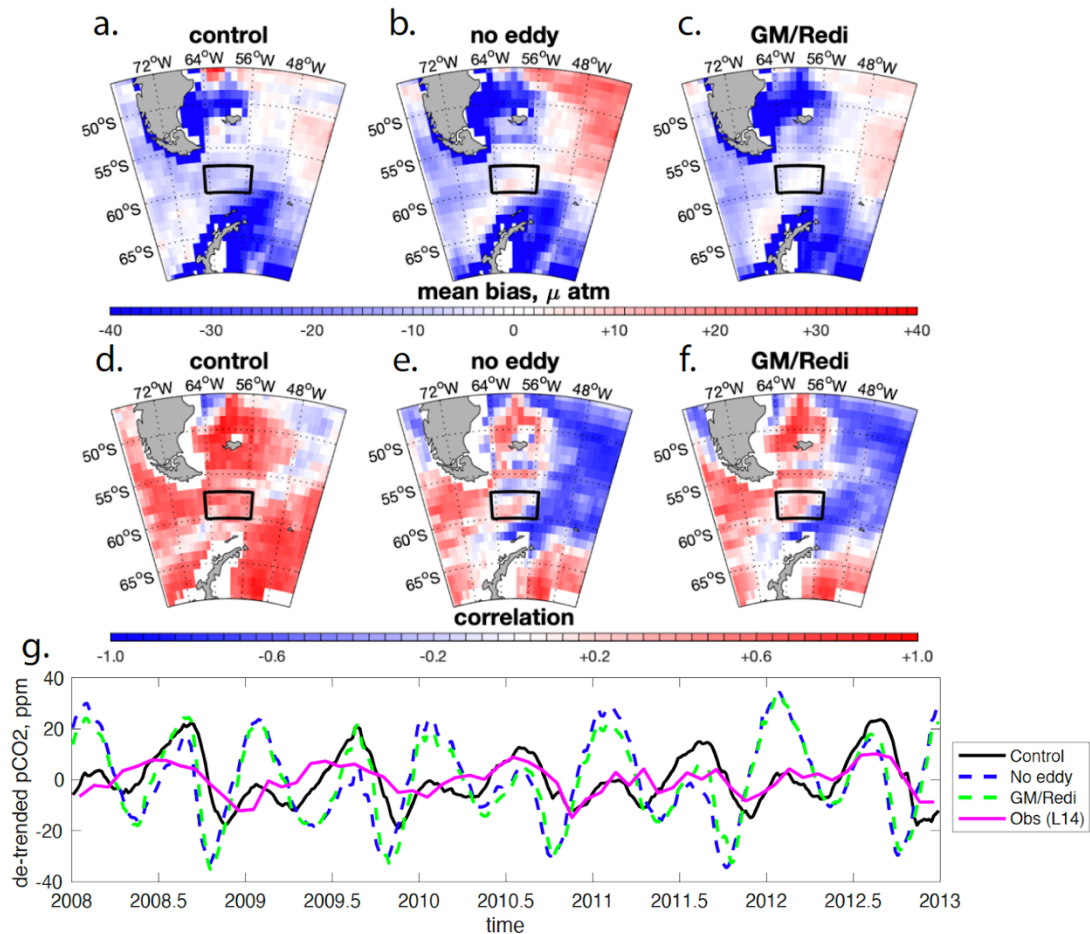 a. b. c.
control no eddy GM/Redi
72°W 64°W 56°W 48°W 72°W 64°W 56°W 48°W 72°W 64°W 56°W 48°W
50°S 50°S 50°S
55°S 55°S 55°S
60°S 60°S 60°S
65°S 65°S 65°S
mean bias, μ atm
-40 -30 -20 -10 0 +10 +20 +30 +40
d. e. f.
control no eddy GM/Redi
72°W 64°W 56°W 48°W 72°W 64°W 56°W 48°W 72°W 64°W 56°W 48°W
50°S 50°S 50°S
55°S 55°S 55°S
60°S 60°S 60°S
65°S 65°S 65°S
correlation
-1.0 -0.6 -0.2 +0.2 +0.6 +1.0
g.
de-trended pCO2, ppm
40
20
0
-20
-40
2008 2008.5 2009 2009.5 2010 2010.5 2011 2011.5 2012 2012.5 2013
time
Control
No eddy
GM/Redi
Obs (L14)